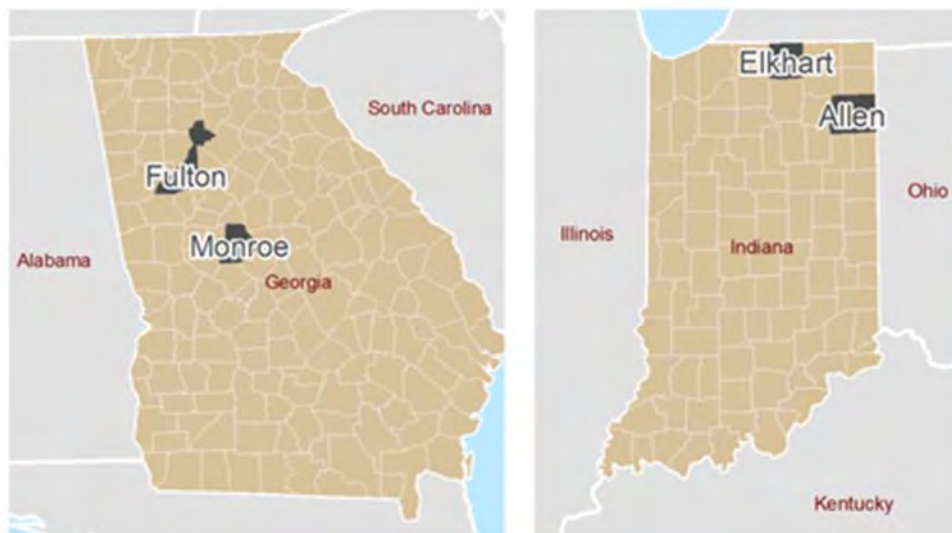 South Carolina
Fulton
Monroe
Alabama
Georgia
Elkhart
Allen
Ohio
Illinois
Indiana
Kentucky